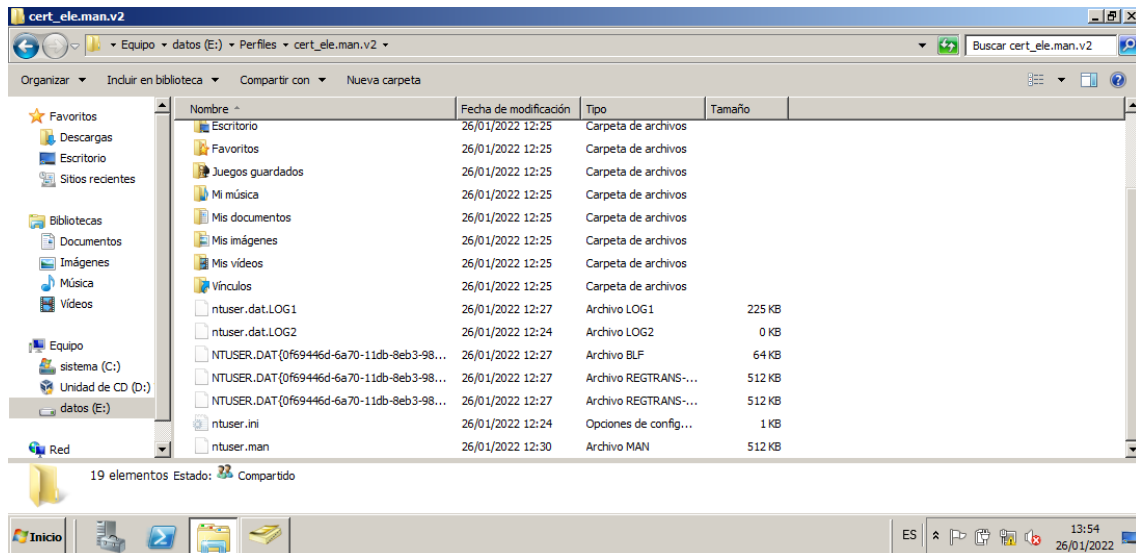 cert_ele.man.v2
Equipo datos (E:) Perfiles cert_ele.man.v2
Buscar cert_ele.man.v2
Organizar Incluir en biblioteca Compartir con Nueva carpeta
Favoritos
Descargas
Escritorio
Sitios recientes
Bibliotecas
Documentos
Imágenes
Música
Vídeos
Equipo
sistema (C:)
Unidad de CD (D:)
datos (E:)
Red
Nombre Fecha de modificación Tipo Tamaño
Escritorio 26/01/2022 12:25 Carpeta de archivos
Favoritos 26/01/2022 12:25 Carpeta de archivos
Juegos guardados 26/01/2022 12:25 Carpeta de archivos
Mi música 26/01/2022 12:25 Carpeta de archivos
Mis documentos 26/01/2022 12:25 Carpeta de archivos
Mis imágenes 26/01/2022 12:25 Carpeta de archivos
Mis vídeos 26/01/2022 12:25 Carpeta de archivos
Vínculos 26/01/2022 12:25 Carpeta de archivos
ntuser.dat.LOG1 26/01/2022 12:27 Archivo LOG1 225 KB
ntuser.dat.LOG2 26/01/2022 12:24 Archivo LOG2 0 KB
NTUSER.DAT{0f69446d-6a70-11db-8eb3-98... 26/01/2022 12:27 Archivo BLF 64 KB
NTUSER.DAT{0f69446d-6a70-11db-8eb3-98... 26/01/2022 12:27 Archivo REGTRANS-... 512 KB
NTUSER.DAT{0f69446d-6a70-11db-8eb3-98... 26/01/2022 12:27 Archivo REGTRANS-... 512 KB
ntuser.ini 26/01/2022 12:24 Opciones de config... 1 KB
ntuser.man 26/01/2022 12:30 Archivo MAN 512 KB
19 elementos Estado: Compartido
Inicio
ES
13:54
26/01/2022